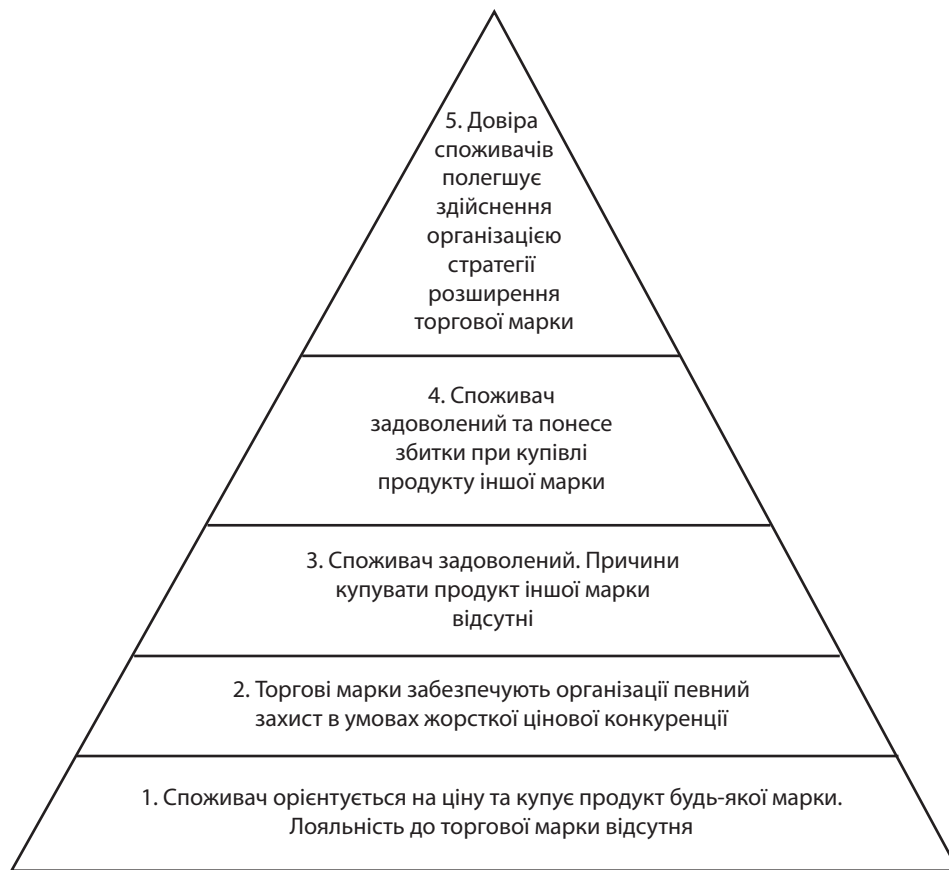 5. Довіра
споживачів
полегшує
здійснення
організацією
стратегії
розширення
торгової марки
4. Споживач
задоволений та понесе
збитки при купівлі
продукту іншої марки
3. Споживач задоволений. Причини
купувати продукт іншої марки
відсутні
2. Торгові марки забезпечують організації певний
захист в умовах жорсткої цінової конкуренції
1. Споживач орієнтується на ціну та купує продукт будь-якої марки.
Лояльність до торгової марки відсутня